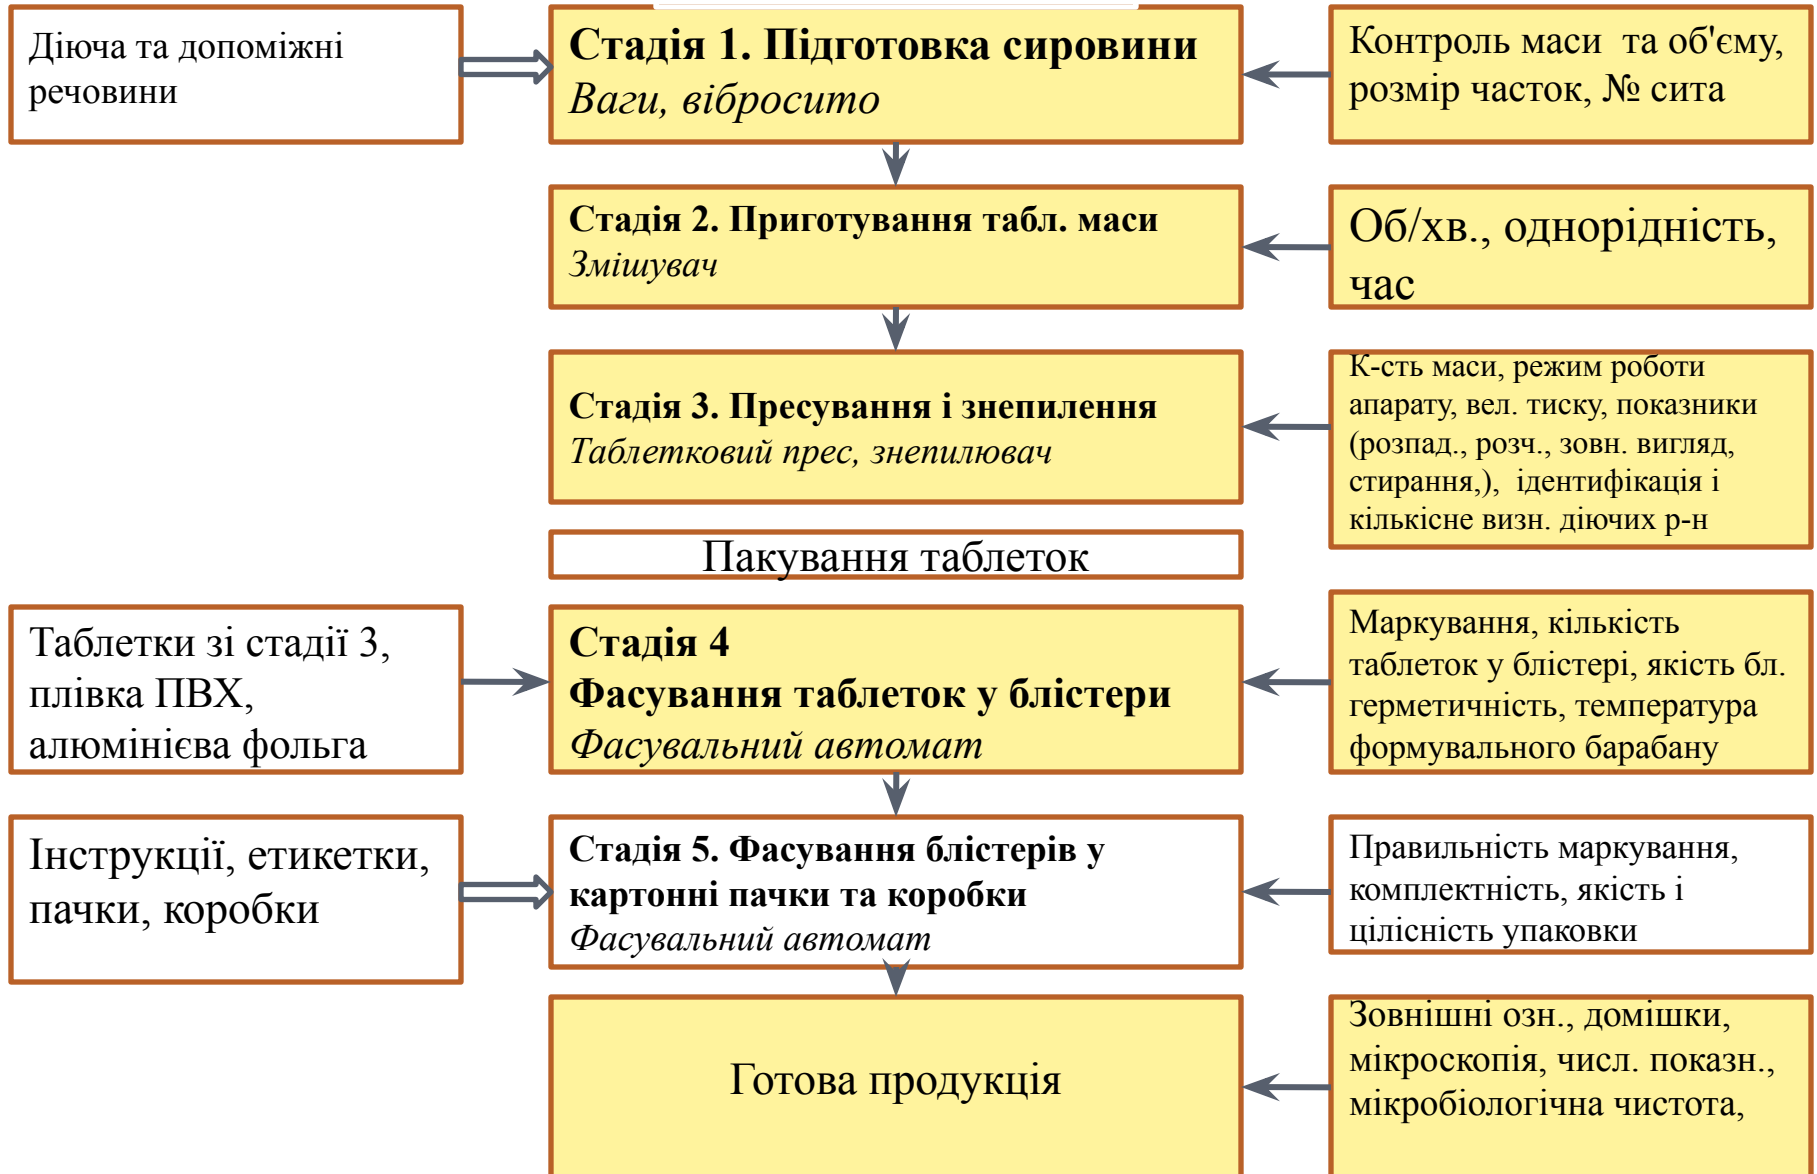 Діюча та допоміжні
речовини
Стадія 1. Підготовка сировини
Ваги, вібросито
Контроль маси та об'єму,
розмір часток, № сита
Стадія 2. Приготування табл. маси
Змішувач
Об/хв., однорідність,
час
Стадія 3. Пресування і знепилення
Таблетковий прес, знепилювач
К-сть маси, режим роботи
апарату, вел. тиску, показники
(розпад., розч., зовн. вигляд,
стирання,), ідентифікація і
кількісне визн. діючих р-н
Пакування таблеток
Таблетки зі стадії 3,
плівка ПВХ,
алюмінієва фольга
Стадія 4
Фасування таблеток у блістери
Фасувальний автомат
Маркування, кількість
таблеток у блістері, якість бл.
герметичність, температура
формувального барабану
Інструкції, етикетки,
пачки, коробки
Стадія 5. Фасування блістерів у
картонні пачки та коробки
Фасувальний автомат
Правильність маркування,
комплектність, якість і
цілісність упаковки
Готова продукція
Зовнішні озн., домішки,
мікроскопія, числ. показн.,
мікробіологічна чистота,